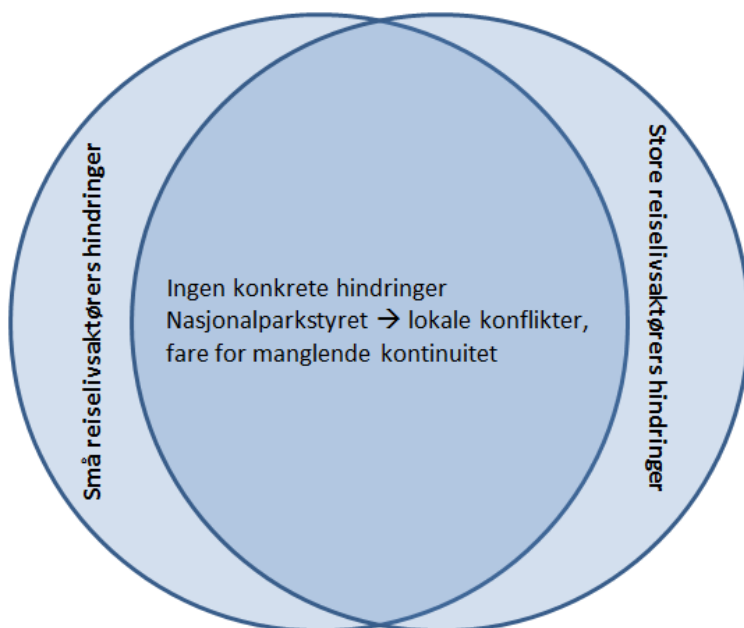 Små reiselivsaktørers hindringer
Ingen konkrete hindringer
Nasjonalparkstyret → lokale konflikter,
fare for manglende kontinuitet
Store reiselivsaktørers hindringer